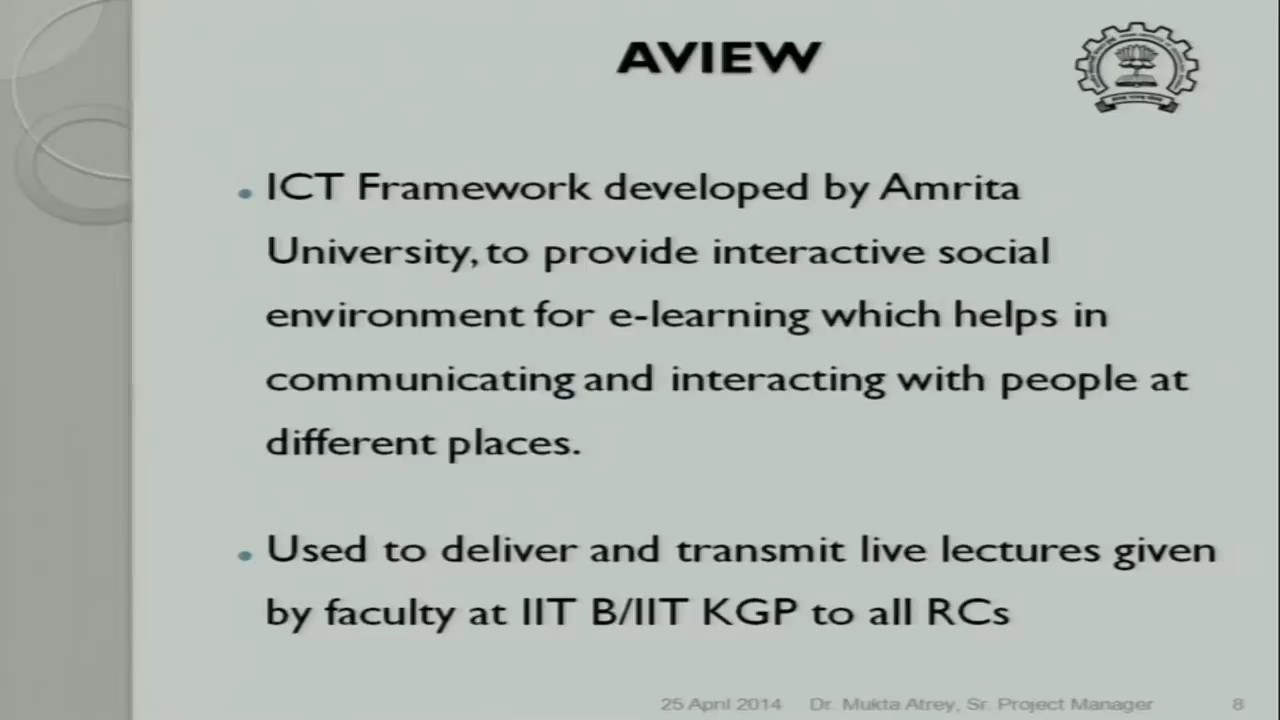 AVIEW
ICT Framework developed by Amrita
University, to provide interactive social
environment for e-learning which helps in
communicating and interacting with people at
different places.
Used to deliver and transmit live lectures given
by faculty at IIT B/IIT KGP to all RCs
25 April 2014 Dr. Mukta Atrey, Sr. Project Manager 8